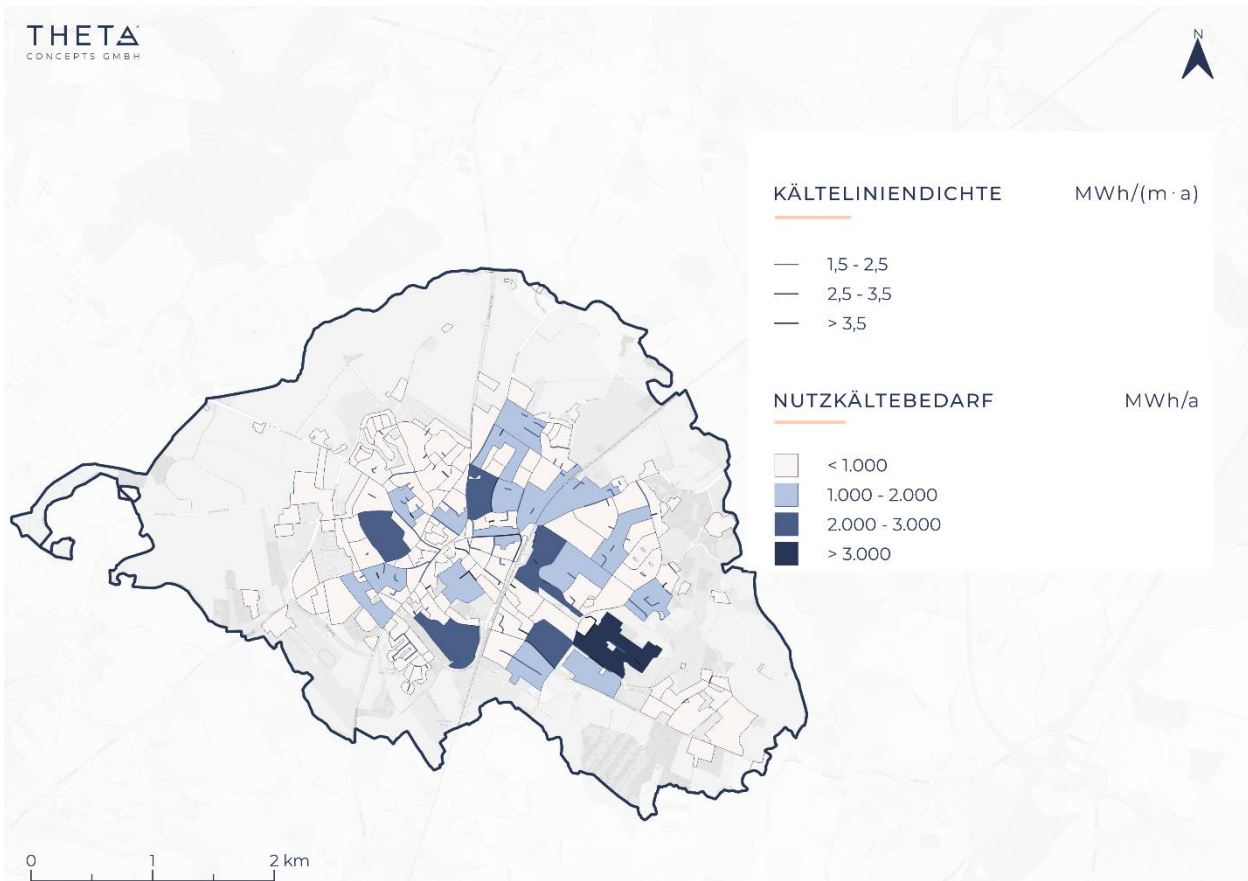 THETA
CONCEPTS GMBH
N
KÄLTELINIENDICHTE MWh/(m·a)
1,5 - 2,5
2,5 - 3,5
> 3,5
NUTZKÄLTEBEDARF MWh/a
< 1.000
1.000 - 2.000
2.000 - 3.000
> 3.000
0 1 2 km